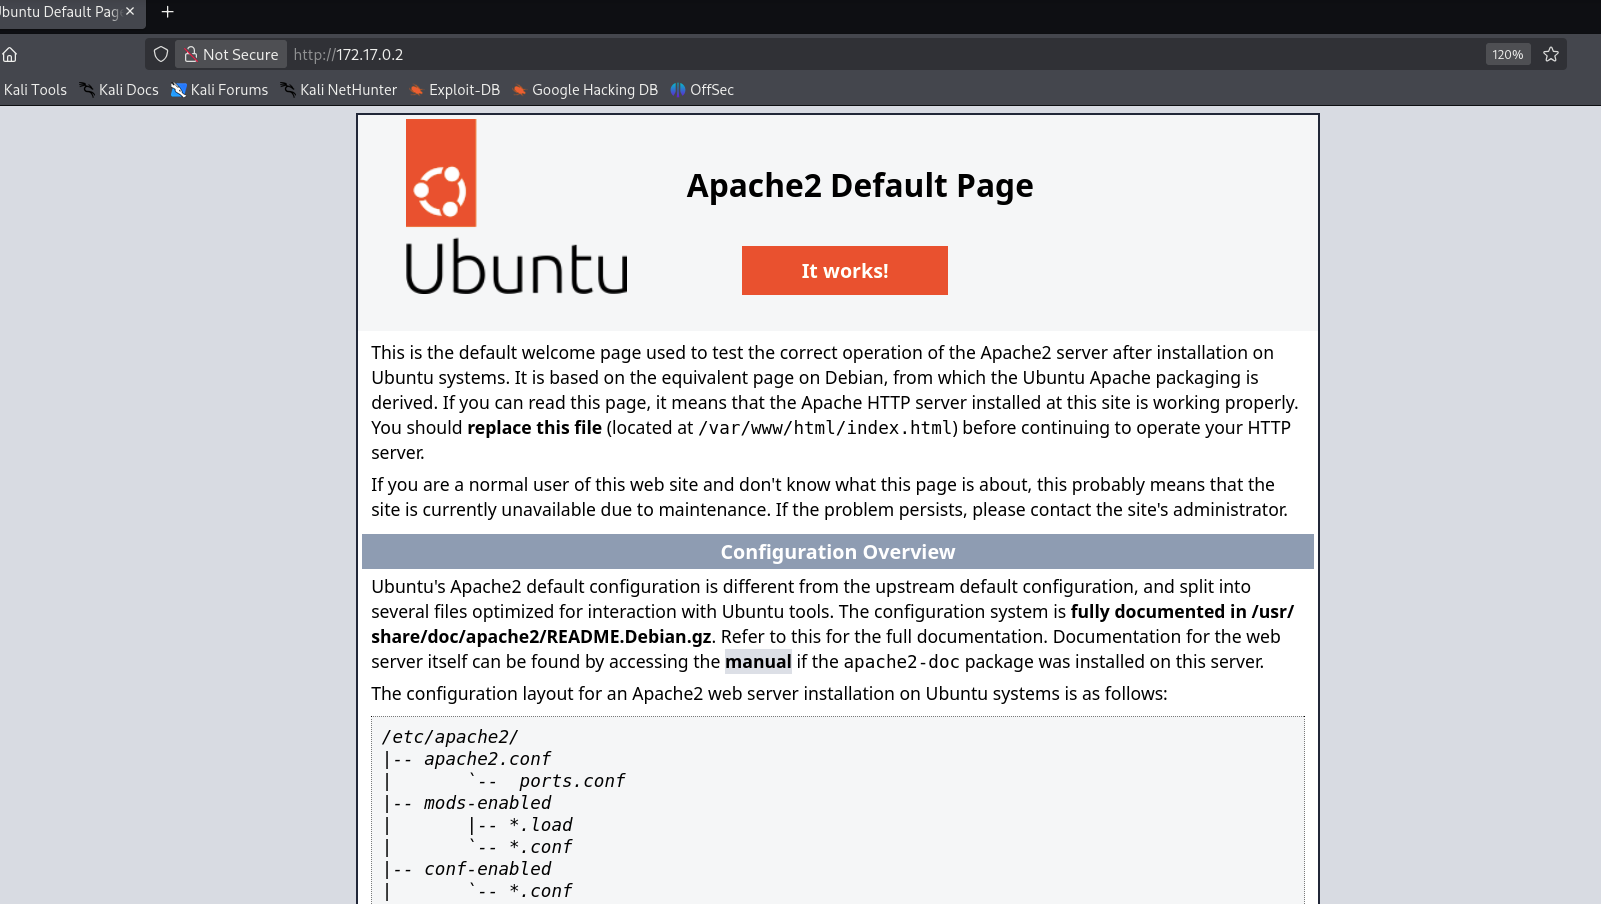 buntu Default Pag
Not Secure http://172.17.0.2 120%
Kali Tools Kali Docs Kali Forums Kali NetHunter Exploit-DB Google Hacking DB OffSec
Ubuntu
Apache2 Default Page
It works!
This is the default welcome page used to test the correct operation of the Apache2 server after installation on
Ubuntu systems. It is based on the equivalent page on Debian, from which the Ubuntu Apache packaging is
derived. If you can read this page, it means that the Apache HTTP server installed at this site is working properly.
You should replace this file (located at /var/www/html/index.html) before continuing to operate your HTTP
server.
If you are a normal user of this web site and don't know what this page is about, this probably means that the
site is currently unavailable due to maintenance. If the problem persists, please contact the site's administrator.
Configuration Overview
Ubuntu's Apache2 default configuration is different from the upstream default configuration, and split into
several files optimized for interaction with Ubuntu tools. The configuration system is fully documented in /usr/
share/doc/apache2/README.Debian.gz. Refer to this for the full documentation. Documentation for the web
server itself can be found by accessing the manual if the apache2-doc package was installed on this server.
The configuration layout for an Apache2 web server installation on Ubuntu systems is as follows:
/etc/apache2/
|-- apache2.conf
|       `--  ports.conf
|-- mods-enabled
|       |-- *.load
|       `-- *.conf
|-- conf-enabled
|       `-- *.conf